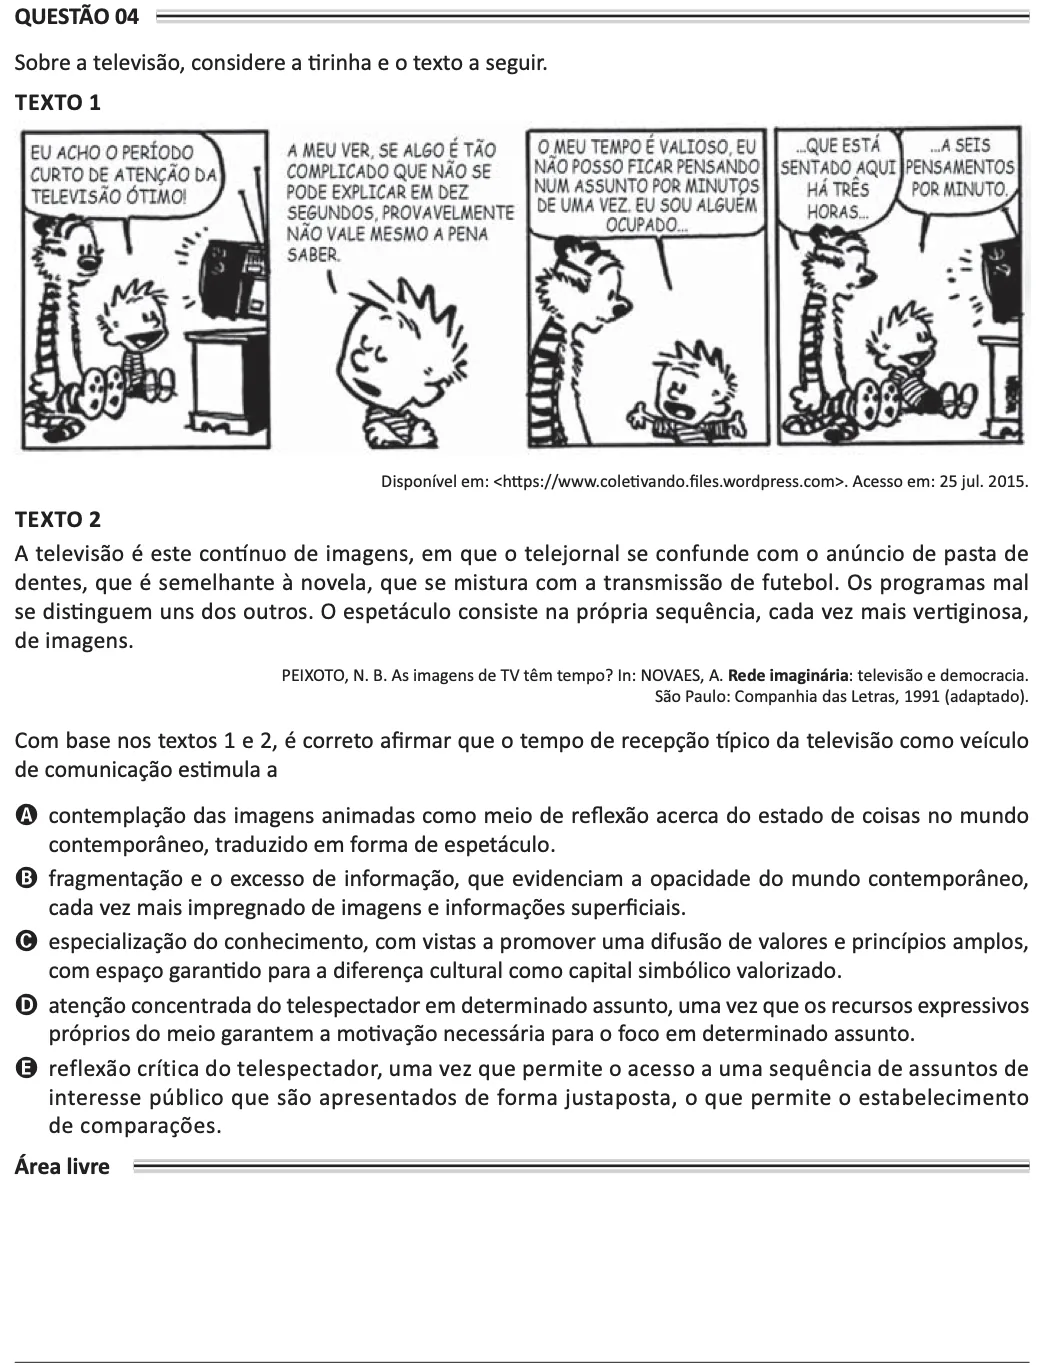 QUESTÃO 04
Sobre a televisão, considere a tirinha e o texto a seguir.
TEXTO 1
EU ACHO O PERÍODO
CURTO DE ATENÇÃO DA
TELEVISÃO ÓTIMO!
A MEU VER, SE ALGO É TÃO
COMPLICADO QUE NÃO SE
PODE EXPLICAR EM DEZ
SEGUNDOS, PROVAVELMENTE
NÃO VALE MESMO A PENA
SABER.
O MEU TEMPO É VALIOSO, EU
NÃO POSSO FICAR PENSANDO
NUM ASSUNTO POR MINUTOS
DE UMA VEZ. EU SOU ALGUÉM
OCUPADO...
...QUE ESTÁ
SENTADO AQUI
HÁ TRÊS
HORAS...
...A SEIS
PENSAMENTOS
POR MINUTO.
Disponível em: <https://www.coletivando.files.wordpress.com>. Acesso em: 25 jul. 2015.
TEXTO 2
A televisão é este contínuo de imagens, em que o telejornal se confunde com o anúncio de pasta de
dentes, que é semelhante à novela, que se mistura com a transmissão de futebol. Os programas mal
se distinguem uns dos outros. O espetáculo consiste na própria sequência, cada vez mais vertiginosa,
de imagens.
PEIXOTO, N. B. As imagens de TV têm tempo? In: NOVAES, A. Rede imaginária: televisão e democracia.
São Paulo: Companhia das Letras, 1991 (adaptado).
Com base nos textos 1 e 2, é correto afirmar que o tempo de recepção típico da televisão como veículo
de comunicação estimula a
A contemplação das imagens animadas como meio de reflexão acerca do estado de coisas no mundo
contemporâneo, traduzido em forma de espetáculo.
B fragmentação e o excesso de informação, que evidenciam a opacidade do mundo contemporâneo,
cada vez mais impregnado de imagens e informações superficiais.
C especialização do conhecimento, com vistas a promover uma difusão de valores e princípios amplos,
com espaço garantido para a diferença cultural como capital simbólico valorizado.
D atenção concentrada do telespectador em determinado assunto, uma vez que os recursos expressivos
próprios do meio garantem a motivação necessária para o foco em determinado assunto.
E reflexão crítica do telespectador, uma vez que permite o acesso a uma sequência de assuntos de
interesse público que são apresentados de forma justaposta, o que permite o estabelecimento
de comparações.
Área livre